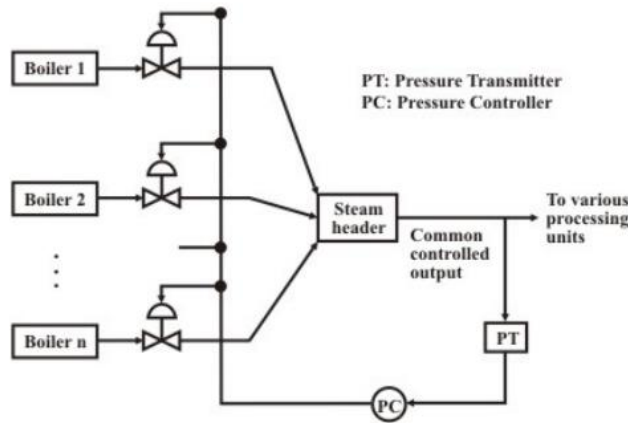 Boiler 1
PT: Pressure Transmitter
PC: Pressure Controller
Boiler 2
Steam
header
To various
processing
units
Common
controlled
output
Boiler n
PT
PC